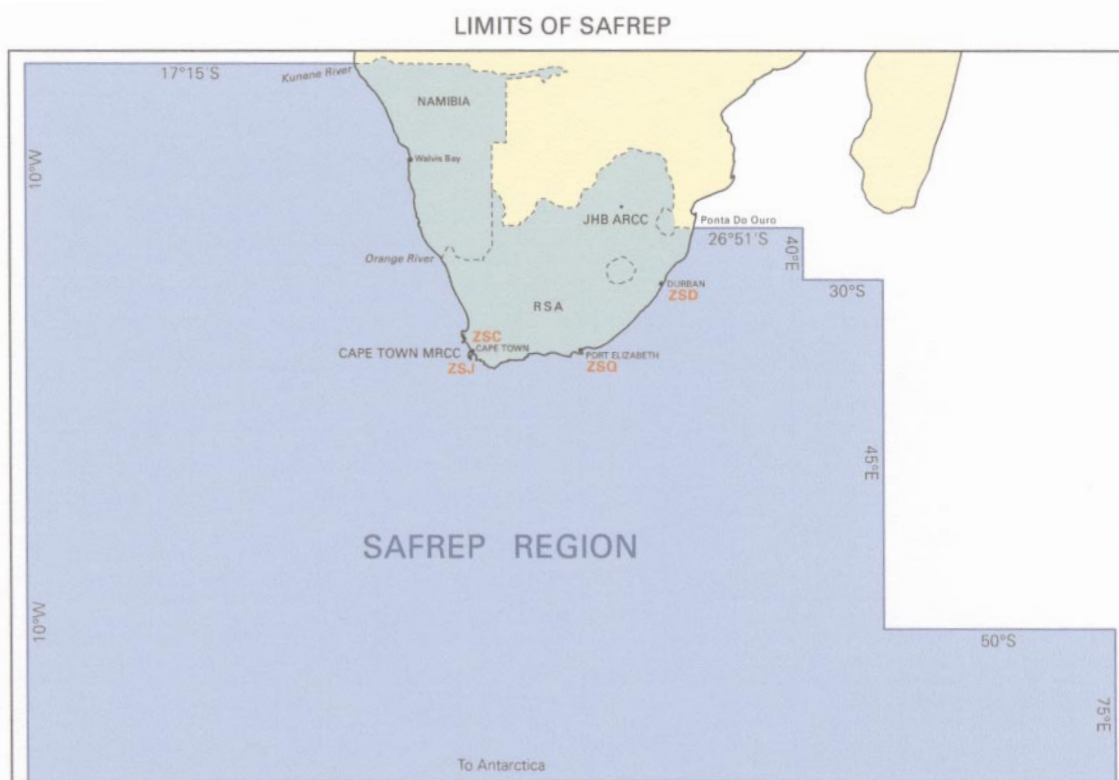 LIMITS OF SAFREP
17°15'S
Kunene River
NAMIBIA
10°W
Walvis Bay
JHB ARCC
Ponta Do Ouro
26°51'S
40°E
Orange River
30°S
DURBAN
ZSD
RSA
ZSC
CAPE TOWN MRCC
CAPE TOWN
ZSJ
PORT ELIZABETH
ZSQ
45°E
SAFREP REGION
10°W
50°S
75°E
To Antarctica